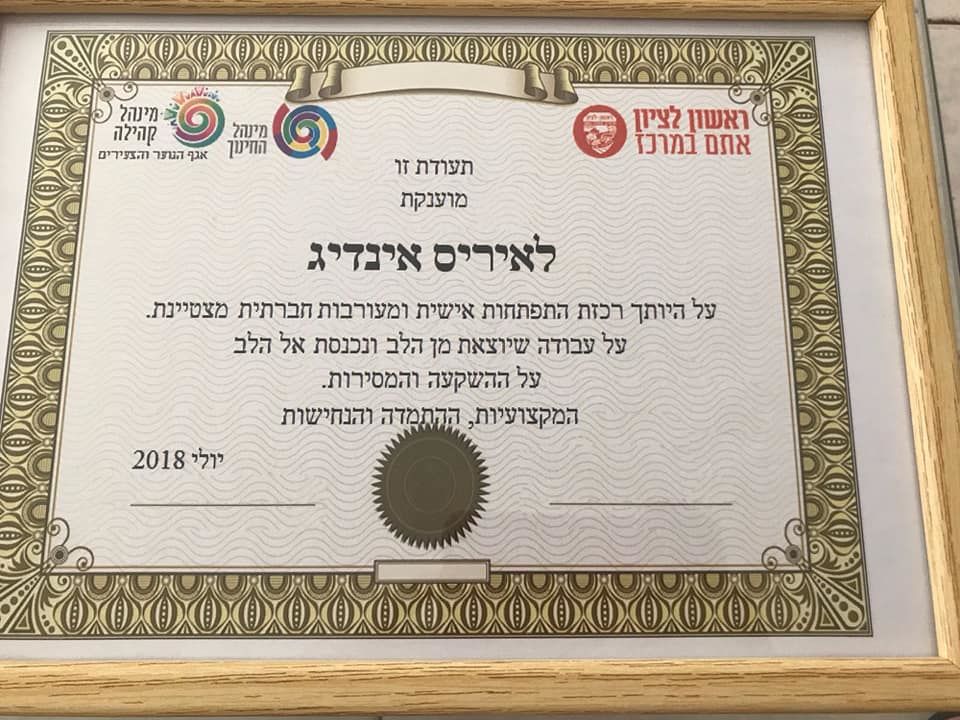 ראשון לציון
אתם במרכז
מינהל
החינוך
מינהל
קהילה
אגף הנוער והצעירים
תעודת זו
מוענקת
לאיריס אינדיג
על היותך רכזת התפתחות אישית ומעורבות חברתית מצטיינת.
על עבודה שיוצאת מן הלב ונכנסת אל הלב
על ההשקעה והמסירות.
המקצועיות, ההתמדה והנחישות
יולי 2018